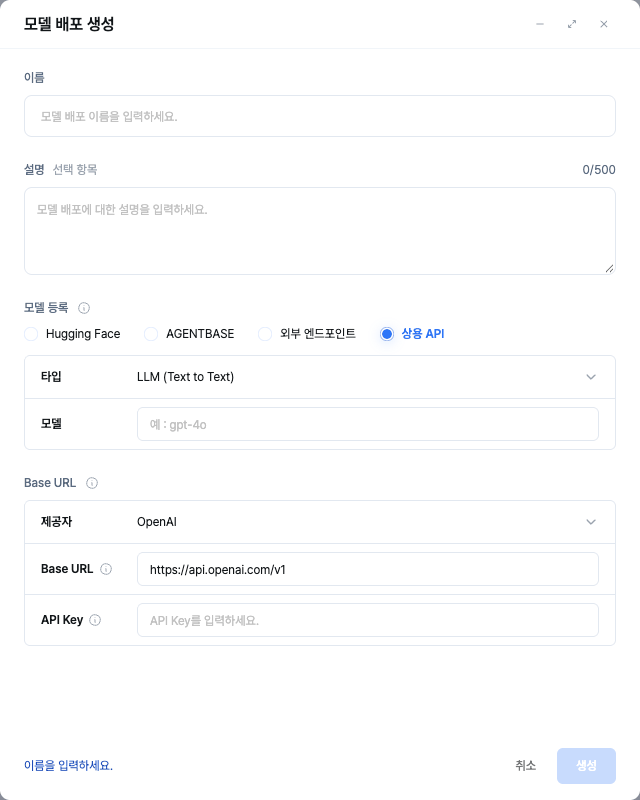 모델 배포 생성
이름
모델 배포 이름을 입력하세요.
설명 선택 항목 0/500
모델 배포에 대한 설명을 입력하세요.
모델 등록
Hugging Face AGENTBASE 외부 엔드포인트 상용 API
타입 LLM (Text to Text)
모델 예 : gpt-4o
Base URL
제공자 OpenAI
Base URL https://api.openai.com/v1
API Key API Key를 입력하세요.
이름을 입력하세요. 취소 생성